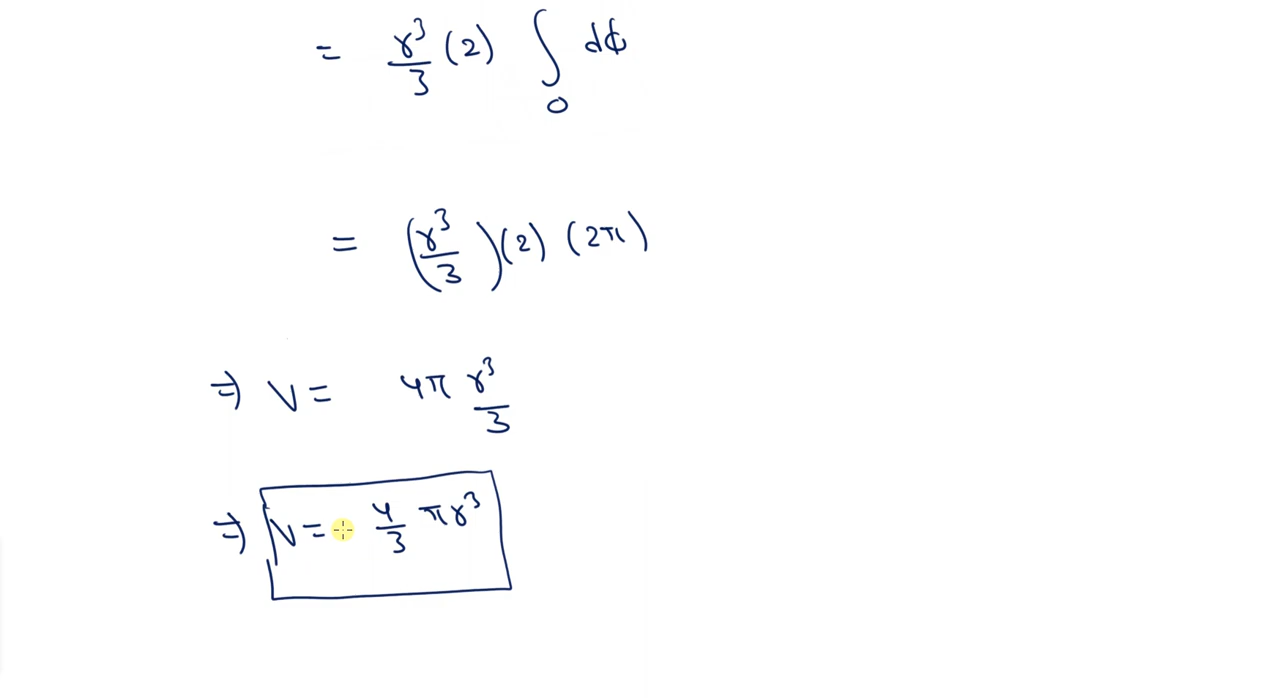 = r³/3 (2) ∫₀ dϕ
= (r³/3)(2) (2π)
⇒ V = 4π r³/3
⇒ V = 4/3 πr³